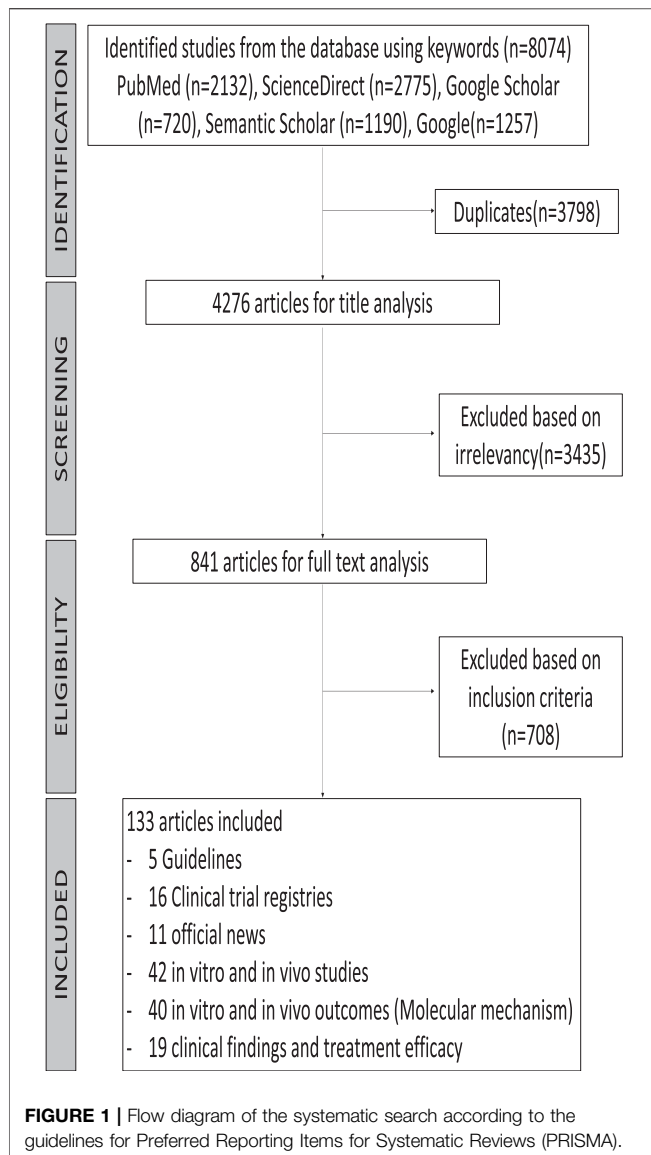 IDENTIFICATION
Identified studies from the database using keywords (n=8074)
PubMed (n=2132), ScienceDirect (n=2775), Google Scholar
(n=720), Semantic Scholar (n=1190), Google(n=1257)
Duplicates(n=3798)
SCREENING
4276 articles for title analysis
Excluded based on
irrelevancy(n=3435)
ELIGIBILITY
841 articles for full text analysis
Excluded based on
inclusion criteria
(n=708)
INCLUDED
133 articles included
- 5 Guidelines
- 16 Clinical trial registries
- 11 official news
- 42 in vitro and in vivo studies
- 40 in vitro and in vivo outcomes (Molecular mechanism)
- 19 clinical findings and treatment efficacy
FIGURE 1 | Flow diagram of the systematic search according to the
guidelines for Preferred Reporting Items for Systematic Reviews (PRISMA).